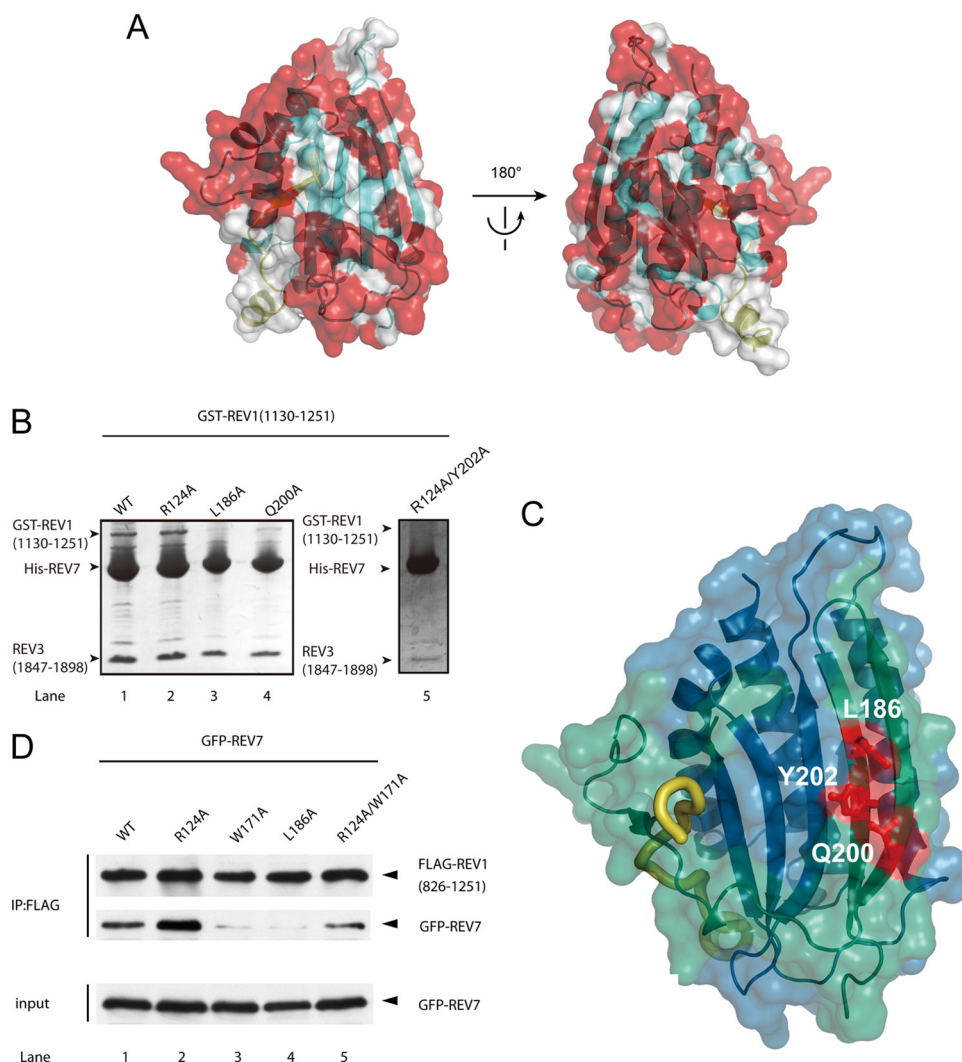 A
180°
B
GST-REV1(1130-1251)
WT
R124A
L186A
Q200A
R124A/Y202A
GST-REV1
(1130-1251)
His-REV7
REV3
(1847-1898)
Lane
1 2 3 4
GST-REV1
(1130-1251)
His-REV7
REV3
(1847-1898)
5
C
L186
Y202
Q200
D
GFP-REV7
WT
R124A
W171A
L186A
R124A/W171A
IP:FLAG
FLAG-REV1
(826-1251)
GFP-REV7
input
GFP-REV7
Lane 1 2 3 4 5